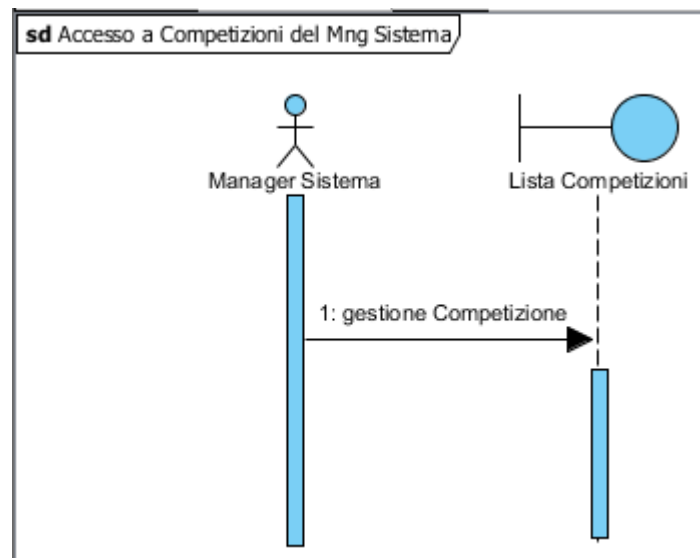 sd Accesso a Competizioni del Mng Sistema
Manager Sistema
Lista Competizioni
1: gestione Competizione